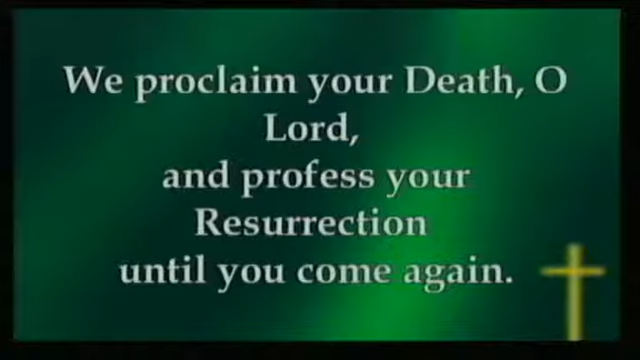 We proclaim your Death, O
Lord,
and profess your
Resurrection
until you come again.